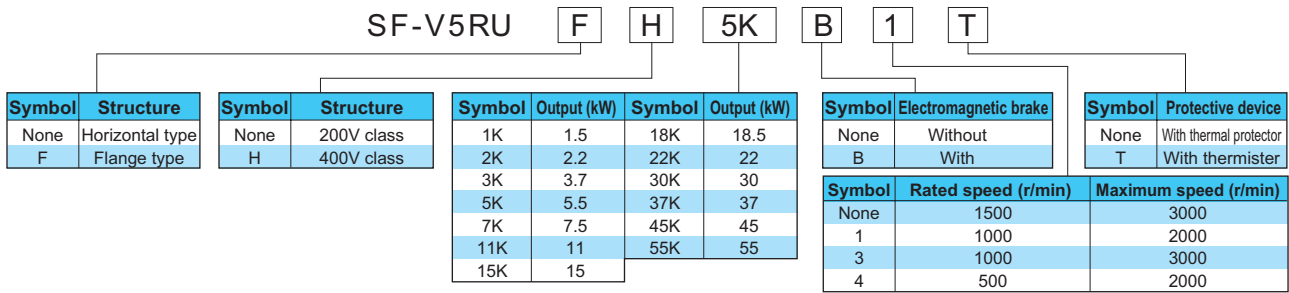 SF-V5RU F H 5K B 1 T
Symbol Structure
None Horizontal type
F Flange type
Symbol Structure
None 200V class
H 400V class
Symbol Output (kW) Symbol Output (kW)
1K 1.5 18K 18.5
2K 2.2 22K 22
3K 3.7 30K 30
5K 5.5 37K 37
7K 7.5 45K 45
11K 11 55K 55
15K 15
Symbol Electromagnetic brake
None Without
B With
Symbol Protective device
None With thermal protector
T With thermister
Symbol Rated speed (r/min) Maximum speed (r/min)
None 1500 3000
1 1000 2000
3 1000 3000
4 500 2000